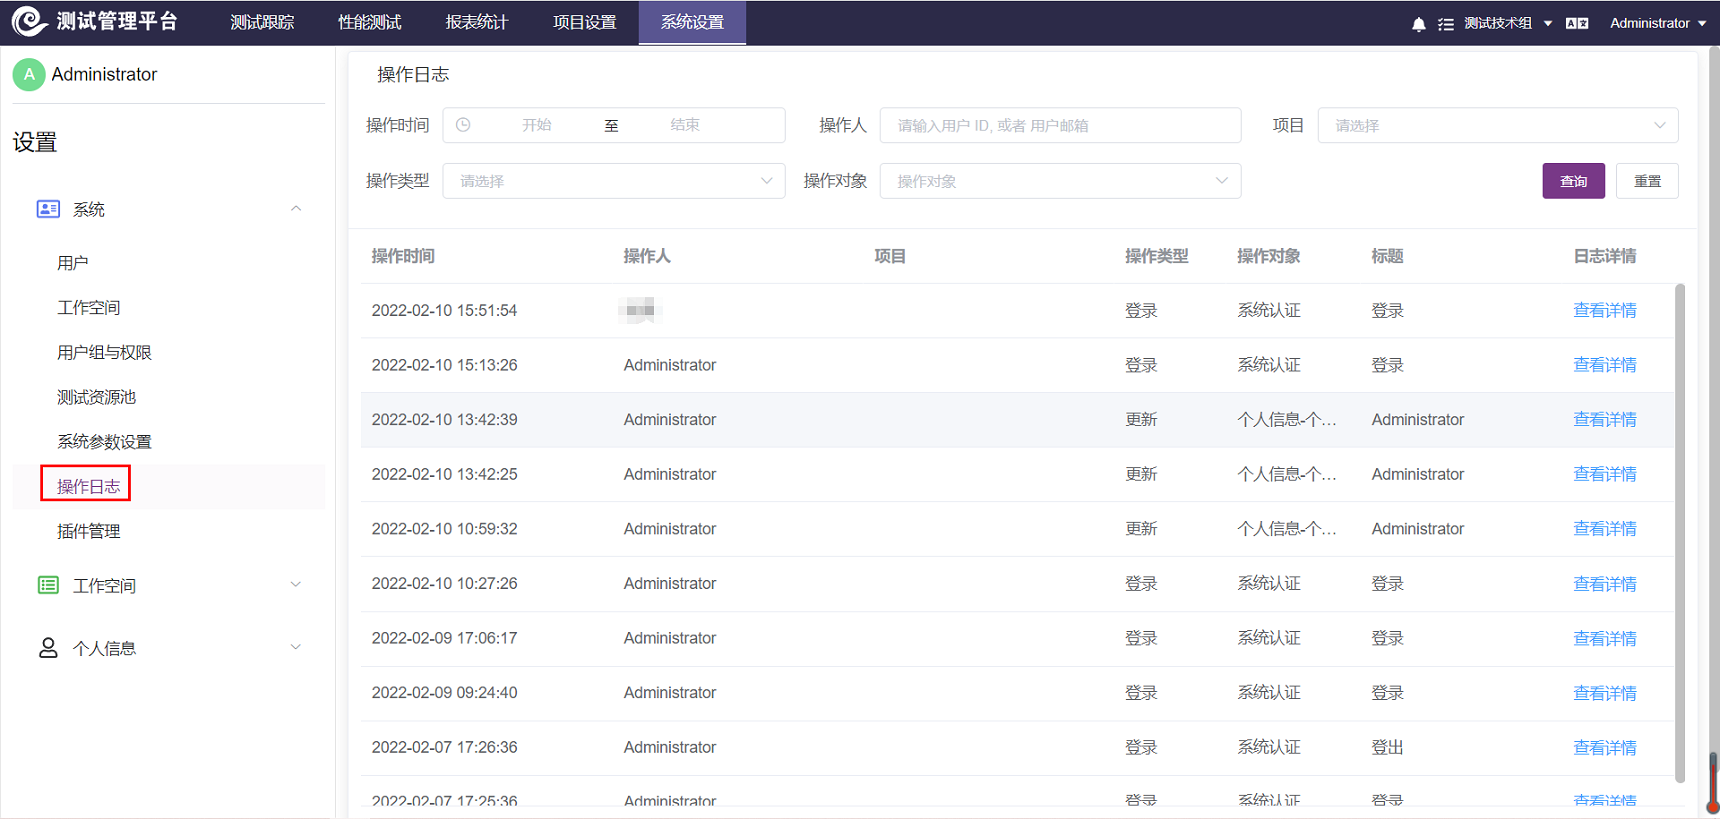 测试管理平台 测试跟踪 性能测试 报表统计 项目设置 系统设置 测试技术组 Administrator
A Administrator
设置
系统
用户
工作空间
用户组与权限
测试资源池
系统参数设置
操作日志
插件管理
工作空间
个人信息
操作日志
操作时间 开始 至 结束 操作人 请输入用户 ID, 或者 用户邮箱 项目 请选择
操作类型 请选择 操作对象 操作对象 查询 重置
操作时间 操作人 项目 操作类型 操作对象 标题 日志详情
2022-02-10 15:51:54 登录 系统认证 登录 查看详情
2022-02-10 15:13:26 Administrator 登录 系统认证 登录 查看详情
2022-02-10 13:42:39 Administrator 更新 个人信息-个... Administrator 查看详情
2022-02-10 13:42:25 Administrator 更新 个人信息-个... Administrator 查看详情
2022-02-10 10:59:32 Administrator 更新 个人信息-个... Administrator 查看详情
2022-02-10 10:27:26 Administrator 登录 系统认证 登录 查看详情
2022-02-09 17:06:17 Administrator 登录 系统认证 登录 查看详情
2022-02-09 09:24:40 Administrator 登录 系统认证 登录 查看详情
2022-02-07 17:26:36 Administrator 登录 系统认证 登出 查看详情
2022-02-07 17:25:36 Administrator 登录 系统认证 登录 查看详情